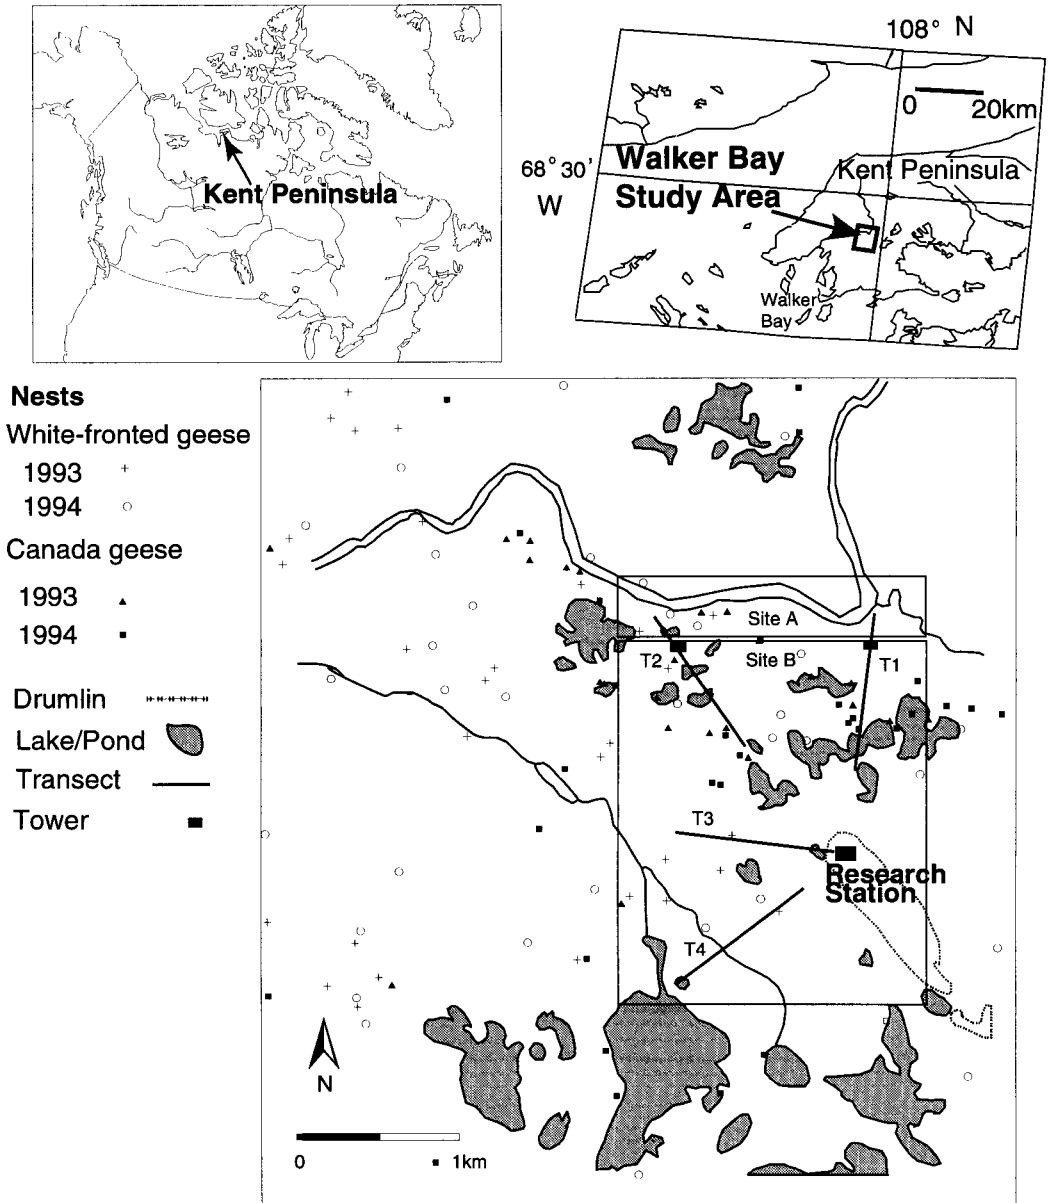 Kent Peninsula
108° N
0 20km
68°30'
W
Walker Bay
Study Area
Kent Peninsula
Walker
Bay
Nests
White-fronted geese
1993
1994
Canada geese
1993
1994
Drumlin
Lake/Pond
Transect
Tower
Site A
Site B
T2
T1
T3
Research
Station
T4
N
0 1km